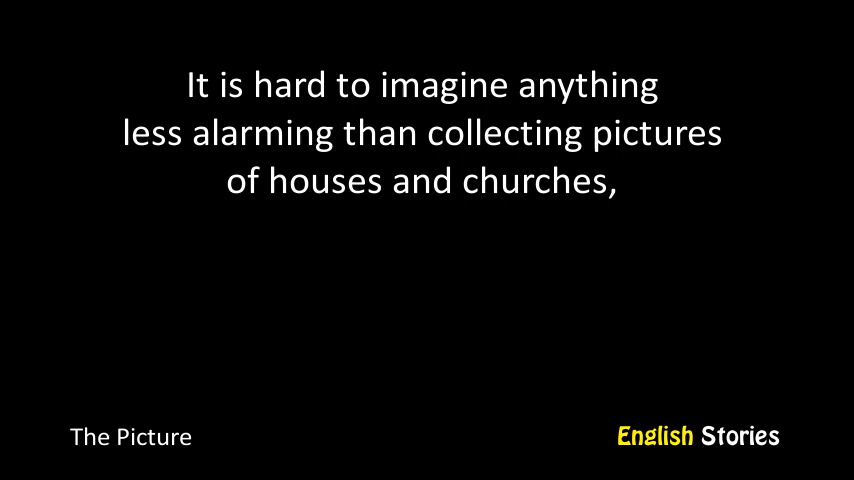 It is hard to imagine anything
less alarming than collecting pictures
of houses and churches,
The Picture
English Stories